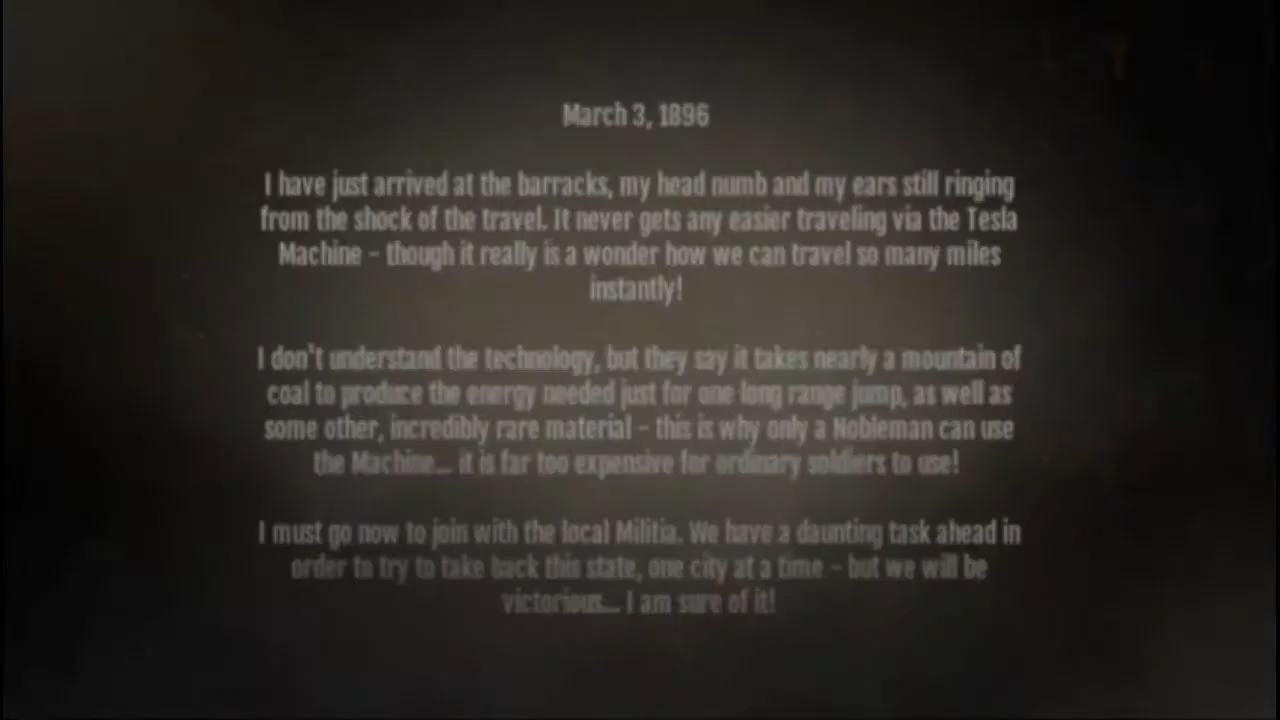 March 3, 1896
I have just arrived at the barracks, my head numb and my ears still ringing
from the shock of the travel. It never gets any easier traveling via the Tesla
Machine - though it really is a wonder how we can travel so many miles
instantly!
I don't understand the technology, but they say it takes nearly a mountain of
coal to produce the energy needed just for one long range jump, as well as
some other, incredibly rare material - this is why only a Nobleman can use
the Machine... it is far too expensive for ordinary soldiers to use!
I must go now to join with the local Militia. We have a daunting task ahead in
order to try to take back this state, one city at a time - but we will be
victorious... I am sure of it!